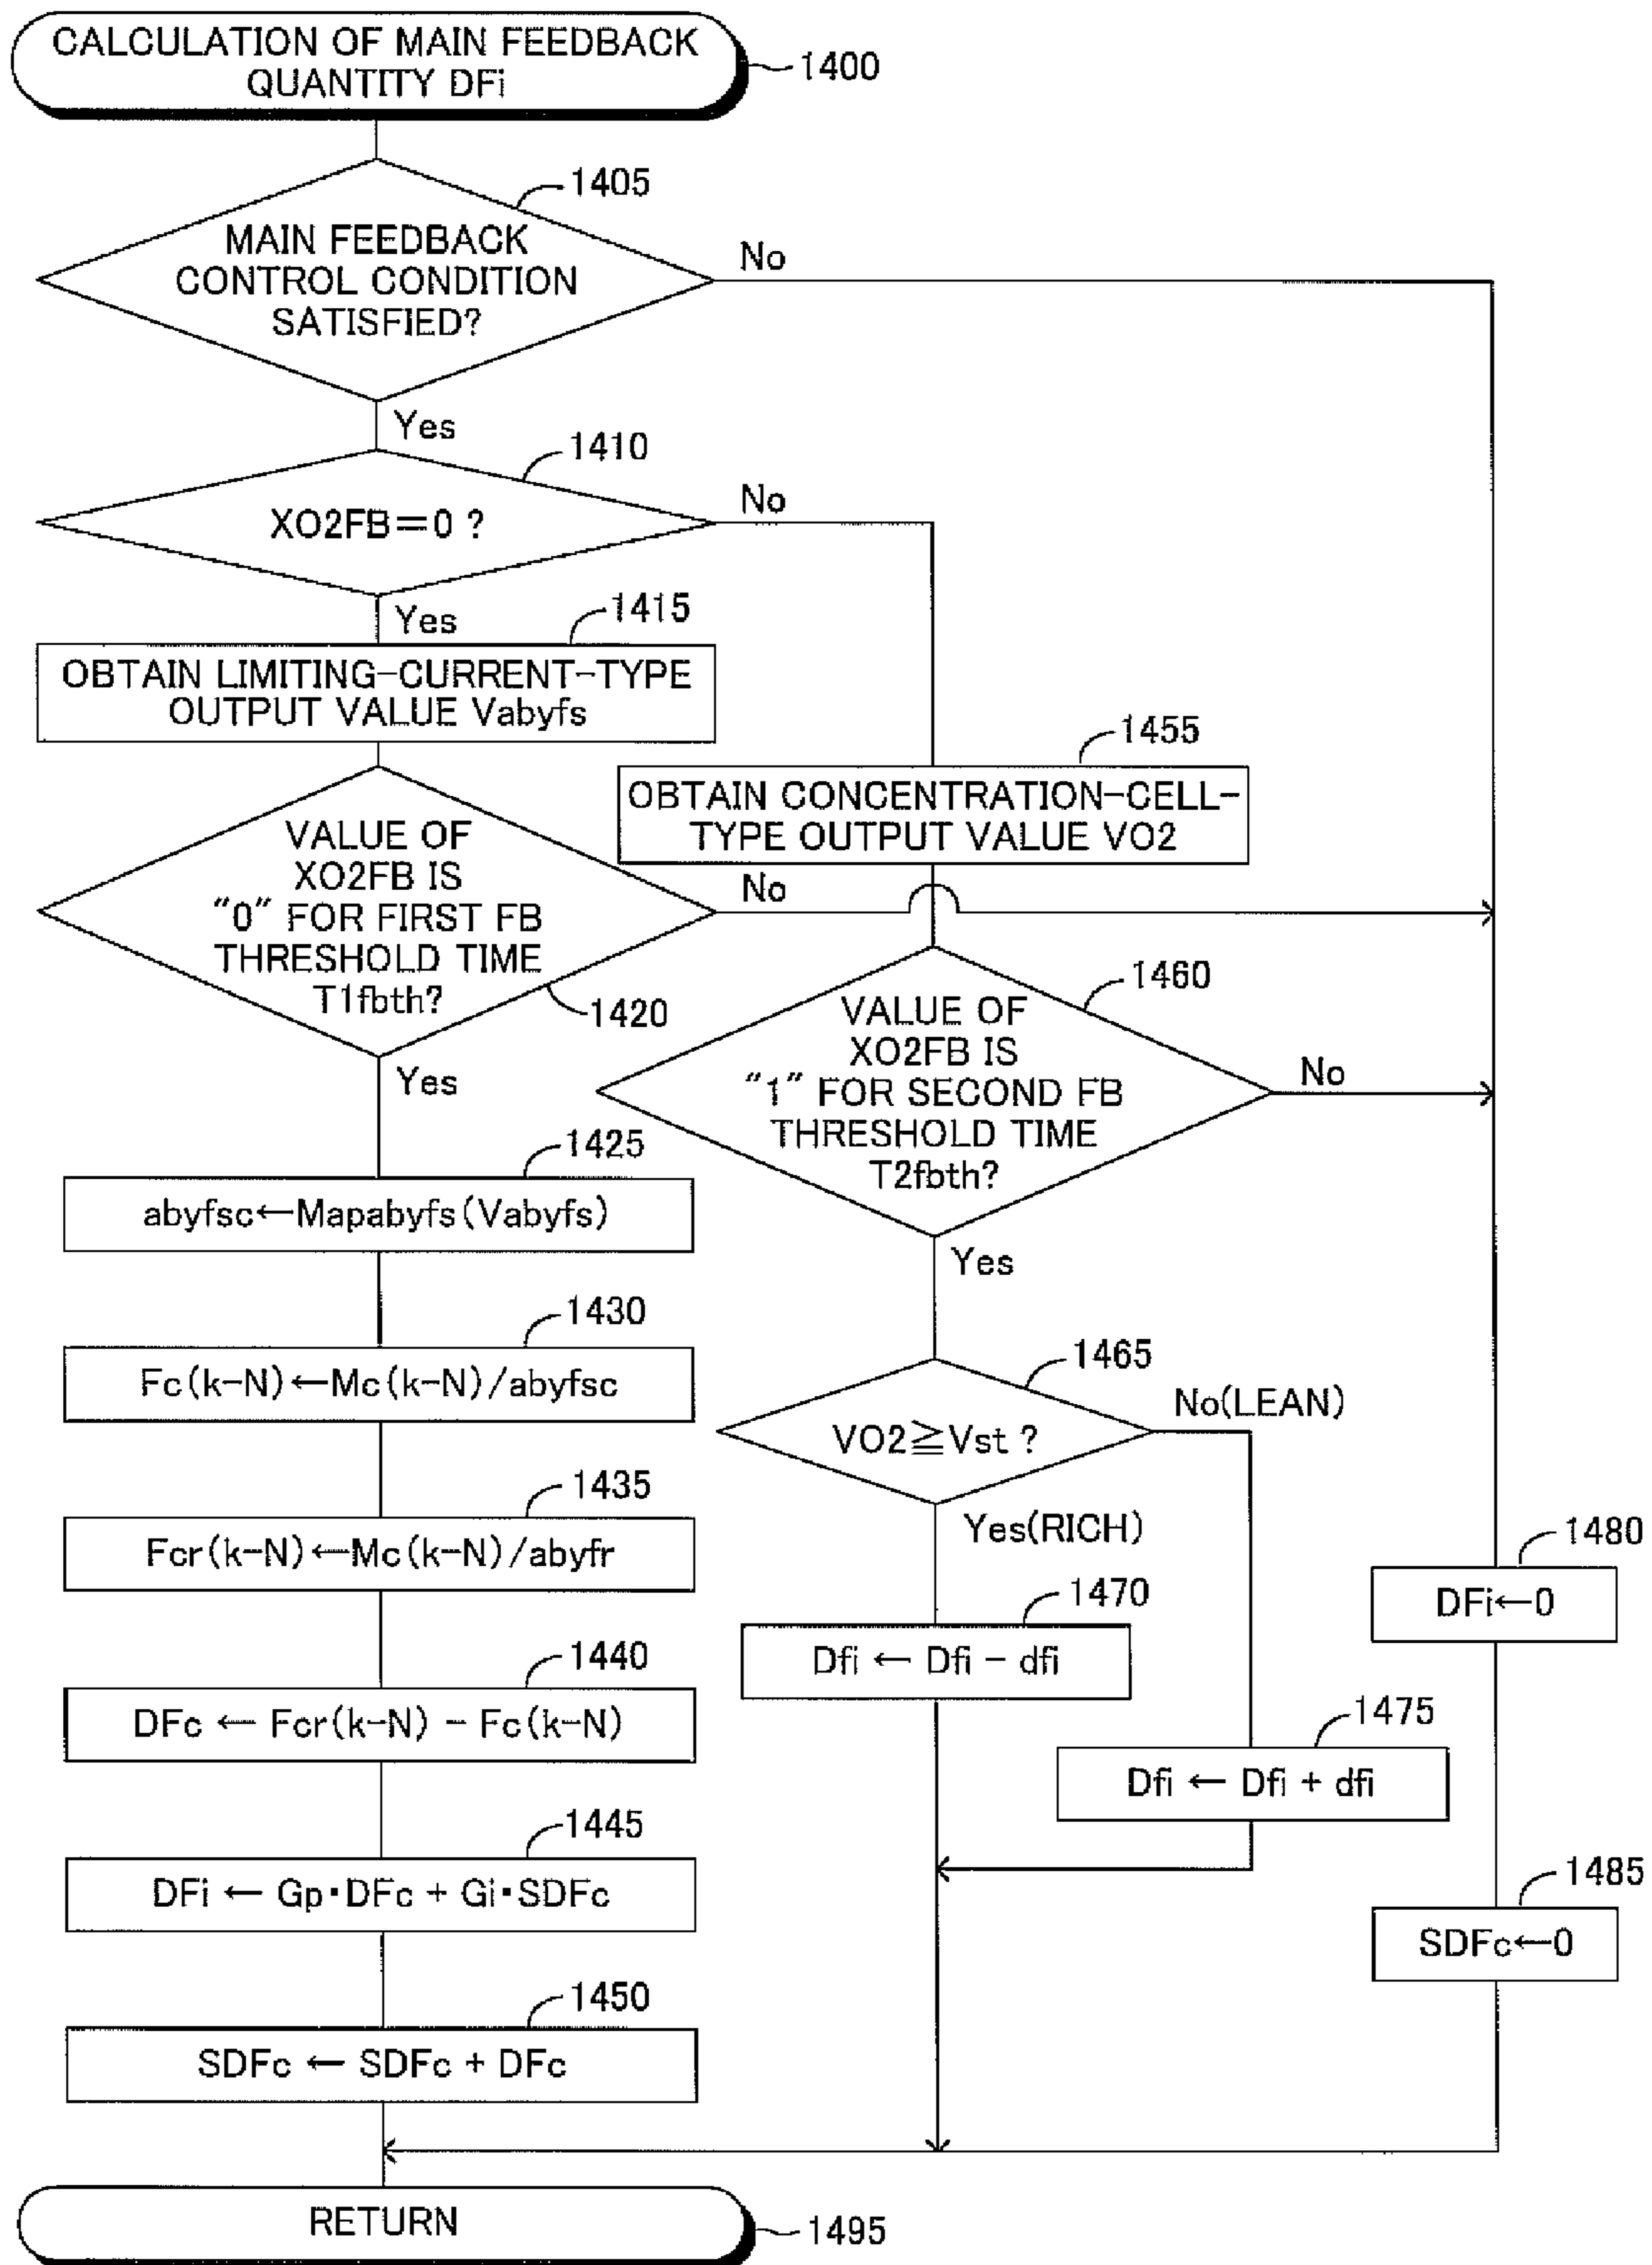 CALCULATION OF MAIN FEEDBACK
QUANTITY DFi
1400
1405
MAIN FEEDBACK
CONTROL CONDITION
SATISFIED?
No
Yes
1410
XO2FB=0 ?
No
Yes
1415
OBTAIN LIMITING-CURRENT-TYPE
OUTPUT VALUE Vabyfs
1455
OBTAIN CONCENTRATION-CELL-
TYPE OUTPUT VALUE VO2
VALUE OF
XO2FB IS
"0" FOR FIRST FB
THRESHOLD TIME
T1fbth?
No
1420
Yes
1460
VALUE OF
XO2FB IS
"1" FOR SECOND FB
THRESHOLD TIME
T2fbth?
No
Yes
1425
abyfsc←Mapabyfs(Vabyfs)
1430
Fc(k-N)←Mc(k-N)/abyfsc
1435
Fcr(k-N)←Mc(k-N)/abyfr
1440
DFc ← Fcr(k-N) - Fc(k-N)
1445
DFi ← Gp・DFc + Gi・SDFc
1450
SDFc ← SDFc + DFc
1465
VO2≧Vst ?
No(LEAN)
Yes(RICH)
1470
Dfi ← Dfi - dfi
1475
Dfi ← Dfi + dfi
1480
DFi←0
1485
SDFc←0
RETURN
1495